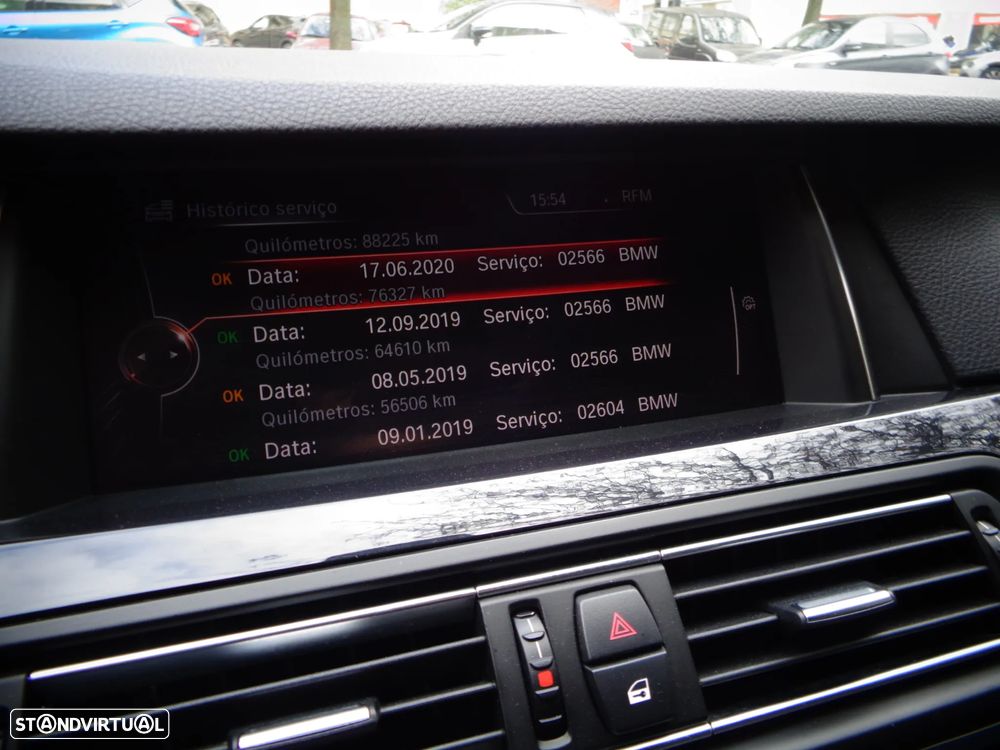 Histórico serviço 15:54 RFM
Quilómetros: 88225 km
OK Data: 17.06.2020 Serviço: 02566 BMW
Quilómetros: 76327 km
OK Data: 12.09.2019 Serviço: 02566 BMW
Quilómetros: 64610 km
OK Data: 08.05.2019 Serviço: 02566 BMW
Quilómetros: 56506 km
OK Data: 09.01.2019 Serviço: 02604 BMW
OPT
STANDVIRTUAL